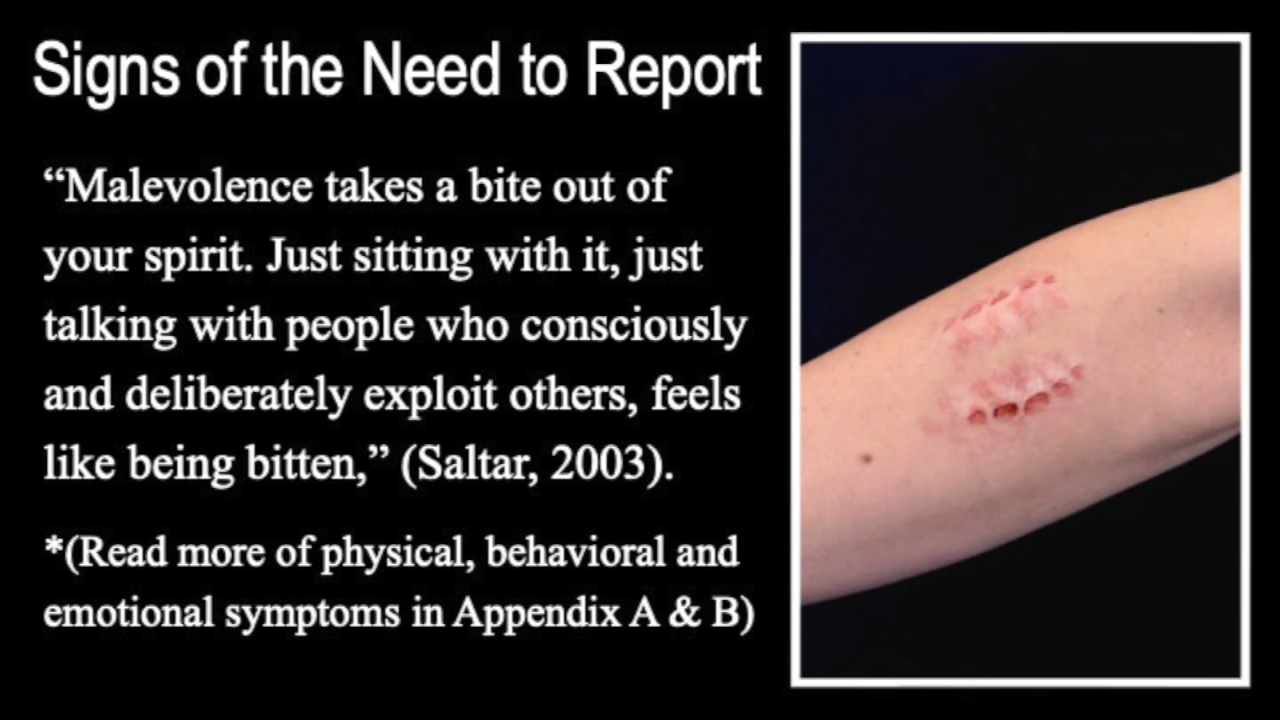 Signs of the Need to Report
“Malevolence takes a bite out of
your spirit. Just sitting with it, just
talking with people who consciously
and deliberately exploit others, feels
like being bitten,” (Saltar, 2003).
*(Read more of physical, behavioral and
emotional symptoms in Appendix A & B)